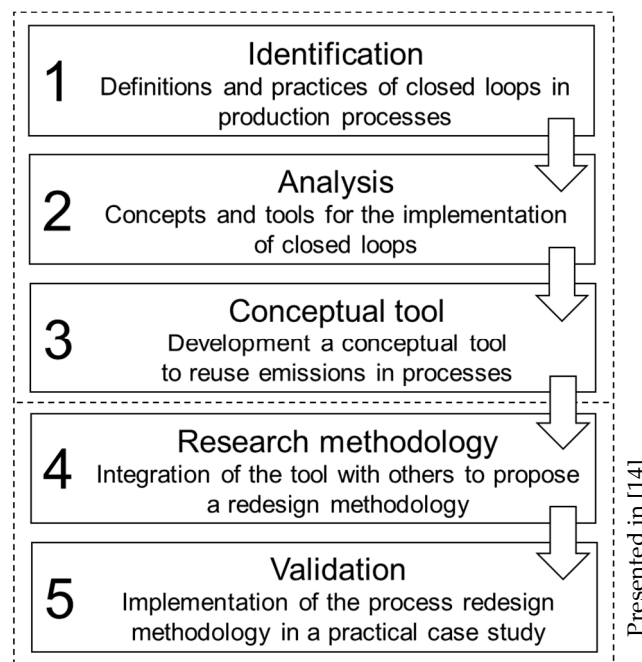 1
Identification
Definitions and practices of closed loops in
production processes
2
Analysis
Concepts and tools for the implementation
of closed loops
3
Conceptual tool
Development a conceptual tool
to reuse emissions in processes
4
Research methodology
Integration of the tool with others to propose
a redesign methodology
5
Validation
Implementation of the process redesign
methodology in a practical case study
Presented in [14]